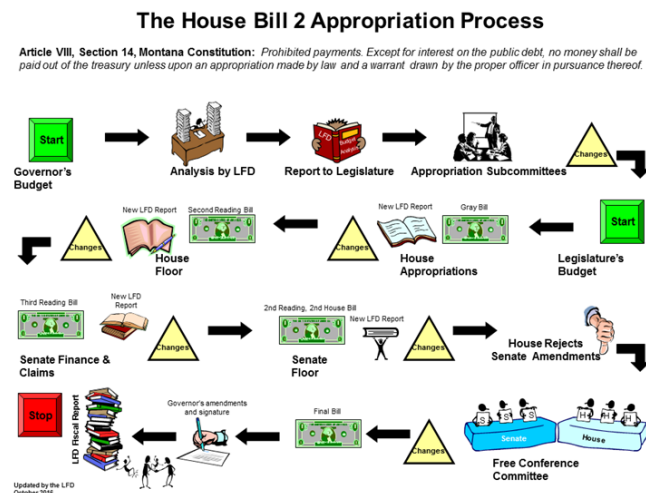 The House Bill 2 Appropriation Process
Article VIII, Section 14, Montana Constitution: Prohibited payments. Except for interest on the public debt, no money shall be
paid out of the treasury unless upon an appropriation made by law and a warrant drawn by the proper officer in pursuance thereof.
Start
Governor's
Budget
Analysis by LFD
LFD
Budget
Analysis
Report to Legislature
Appropriation Subcommittees
Changes
Start
Legislature's
Budget
Gray Bill
New LFD Report
House
Appropriations
Changes
Second Reading Bill
New LFD Report
House
Floor
Changes
Third Reading Bill
New LFD
Report
Senate Finance &
Claims
Changes
2nd Reading, 2nd House Bill
New LFD Report
Senate
Floor
Changes
House Rejects
Senate Amendments
S S S
H H H
Senate
House
Free Conference
Committee
Changes
Final Bill
Governor's amendments
and signature
LFD Fiscal Report
Stop
Updated by the LFD